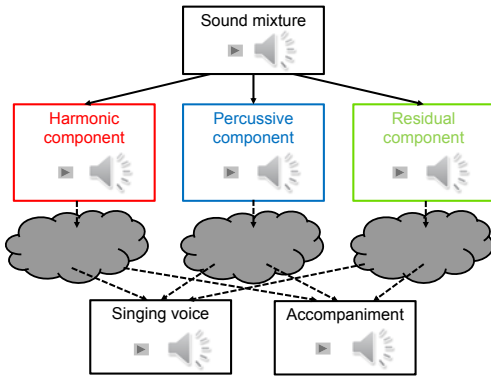 Sound mixture
Harmonic
component
Percussive
component
Residual
component
Singing voice
Accompaniment